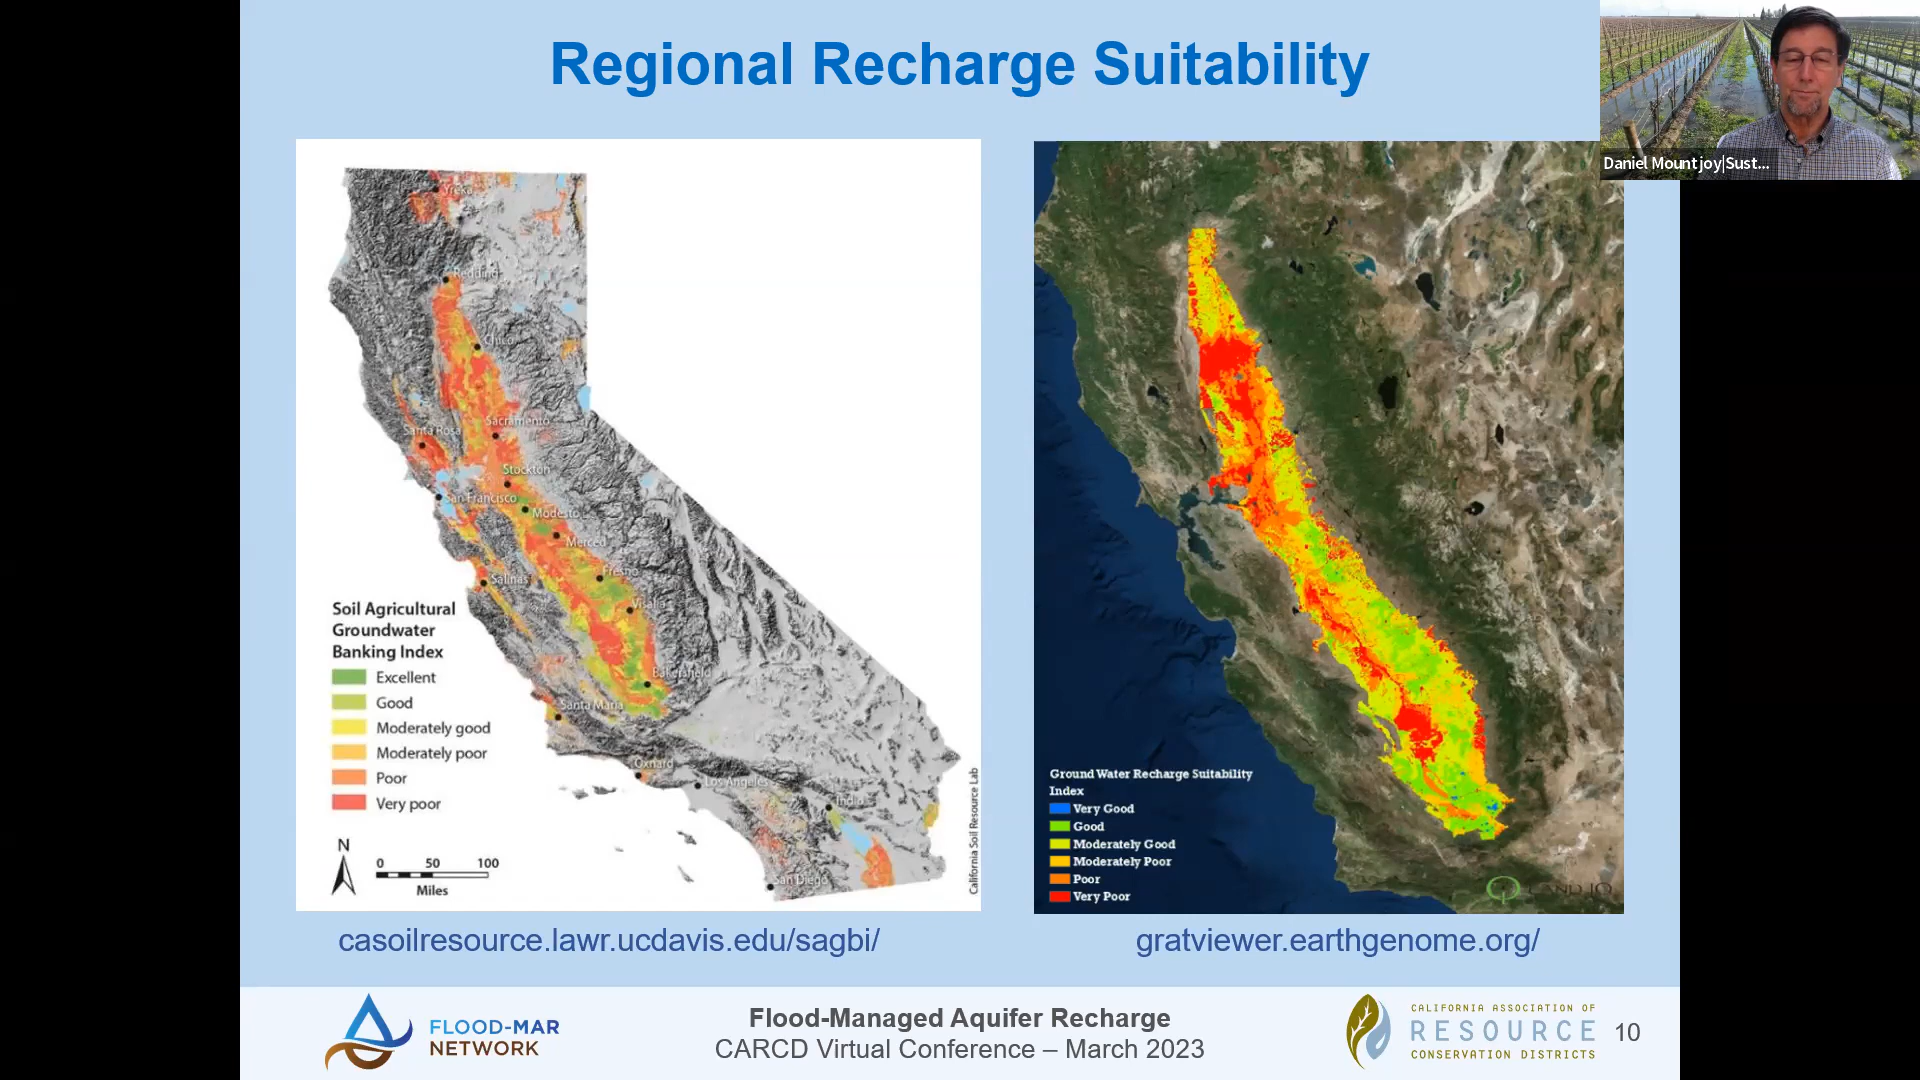 Regional Recharge Suitability
Daniel Mountjoy|Sust...
Yreka
Redding
Chico
Sacramento
Santa Rosa
Stockton
San Francisco
Modesto
Merced
Fresno
Salinas
Visalia
Bakersfield
Santa Maria
Oxnard
Los Angeles
Indio
San Diego
Soil Agricultural
Groundwater
Banking Index
Excellent
Good
Moderately good
Moderately poor
Poor
Very poor
N
0 50 100
Miles
California Soil Resource Lab
Ground Water Recharge Suitability
Index
Very Good
Good
Moderately Good
Moderately Poor
Poor
Very Poor
LAND IQ
casoilresource.lawr.ucdavis.edu/sagbi/
gratviewer.earthgenome.org/
FLOOD-MAR
NETWORK
Flood-Managed Aquifer Recharge
CARCD Virtual Conference – March 2023
CALIFORNIA ASSOCIATION OF
RESOURCE
CONSERVATION DISTRICTS
10